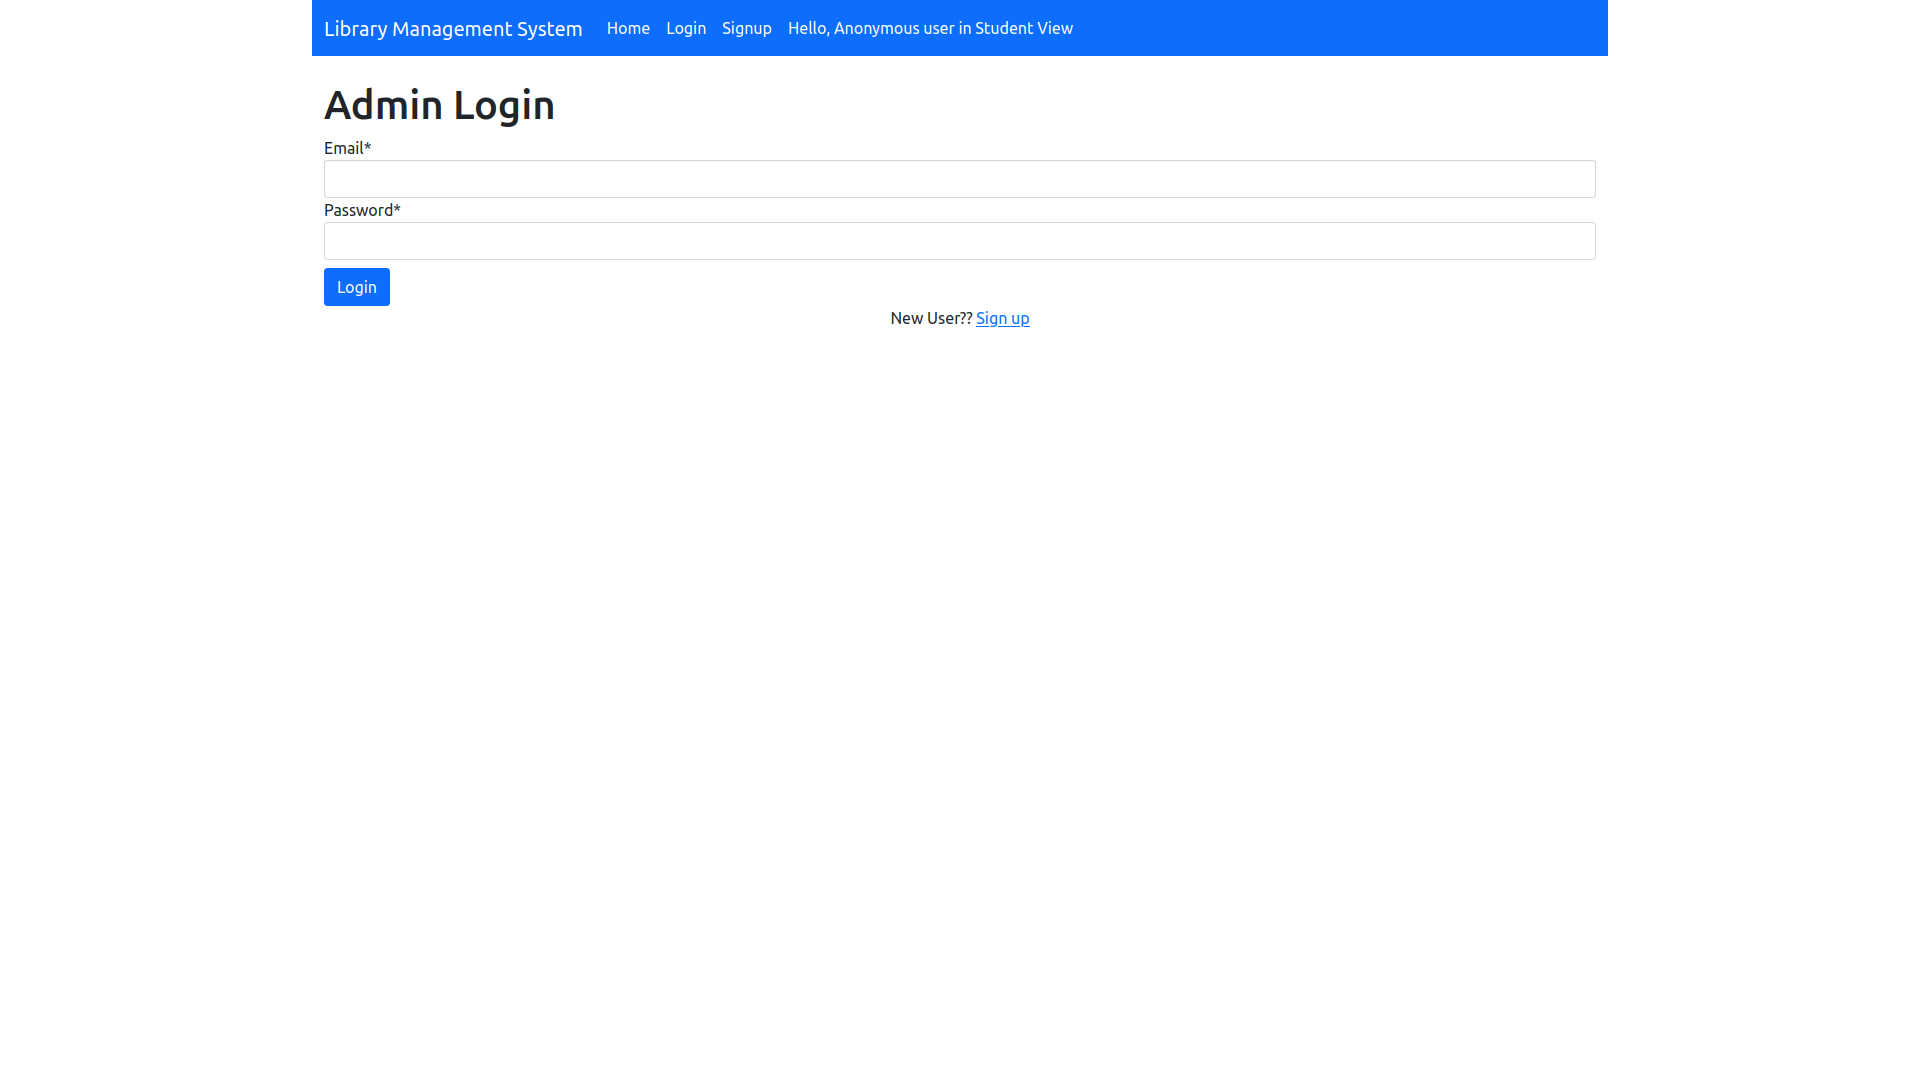 Library Management System Home Login Signup Hello, Anonymous user in Student View
Admin Login
Email*
Password*
Login
New User?? Sign up